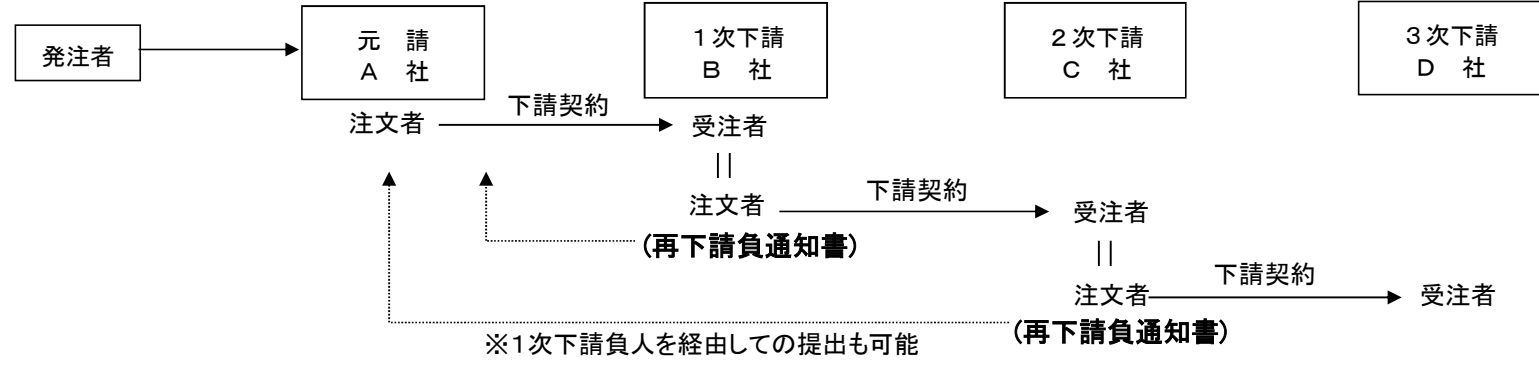 発注者
元　請
A　社
1次下請
B　社
2次下請
C　社
3次下請
D　社
注文者
下請契約
受注者
||
注文者
下請契約
受注者
(再下請負通知書)
||
注文者
下請契約
受注者
(再下請負通知書)
※1次下請負人を経由しての提出も可能